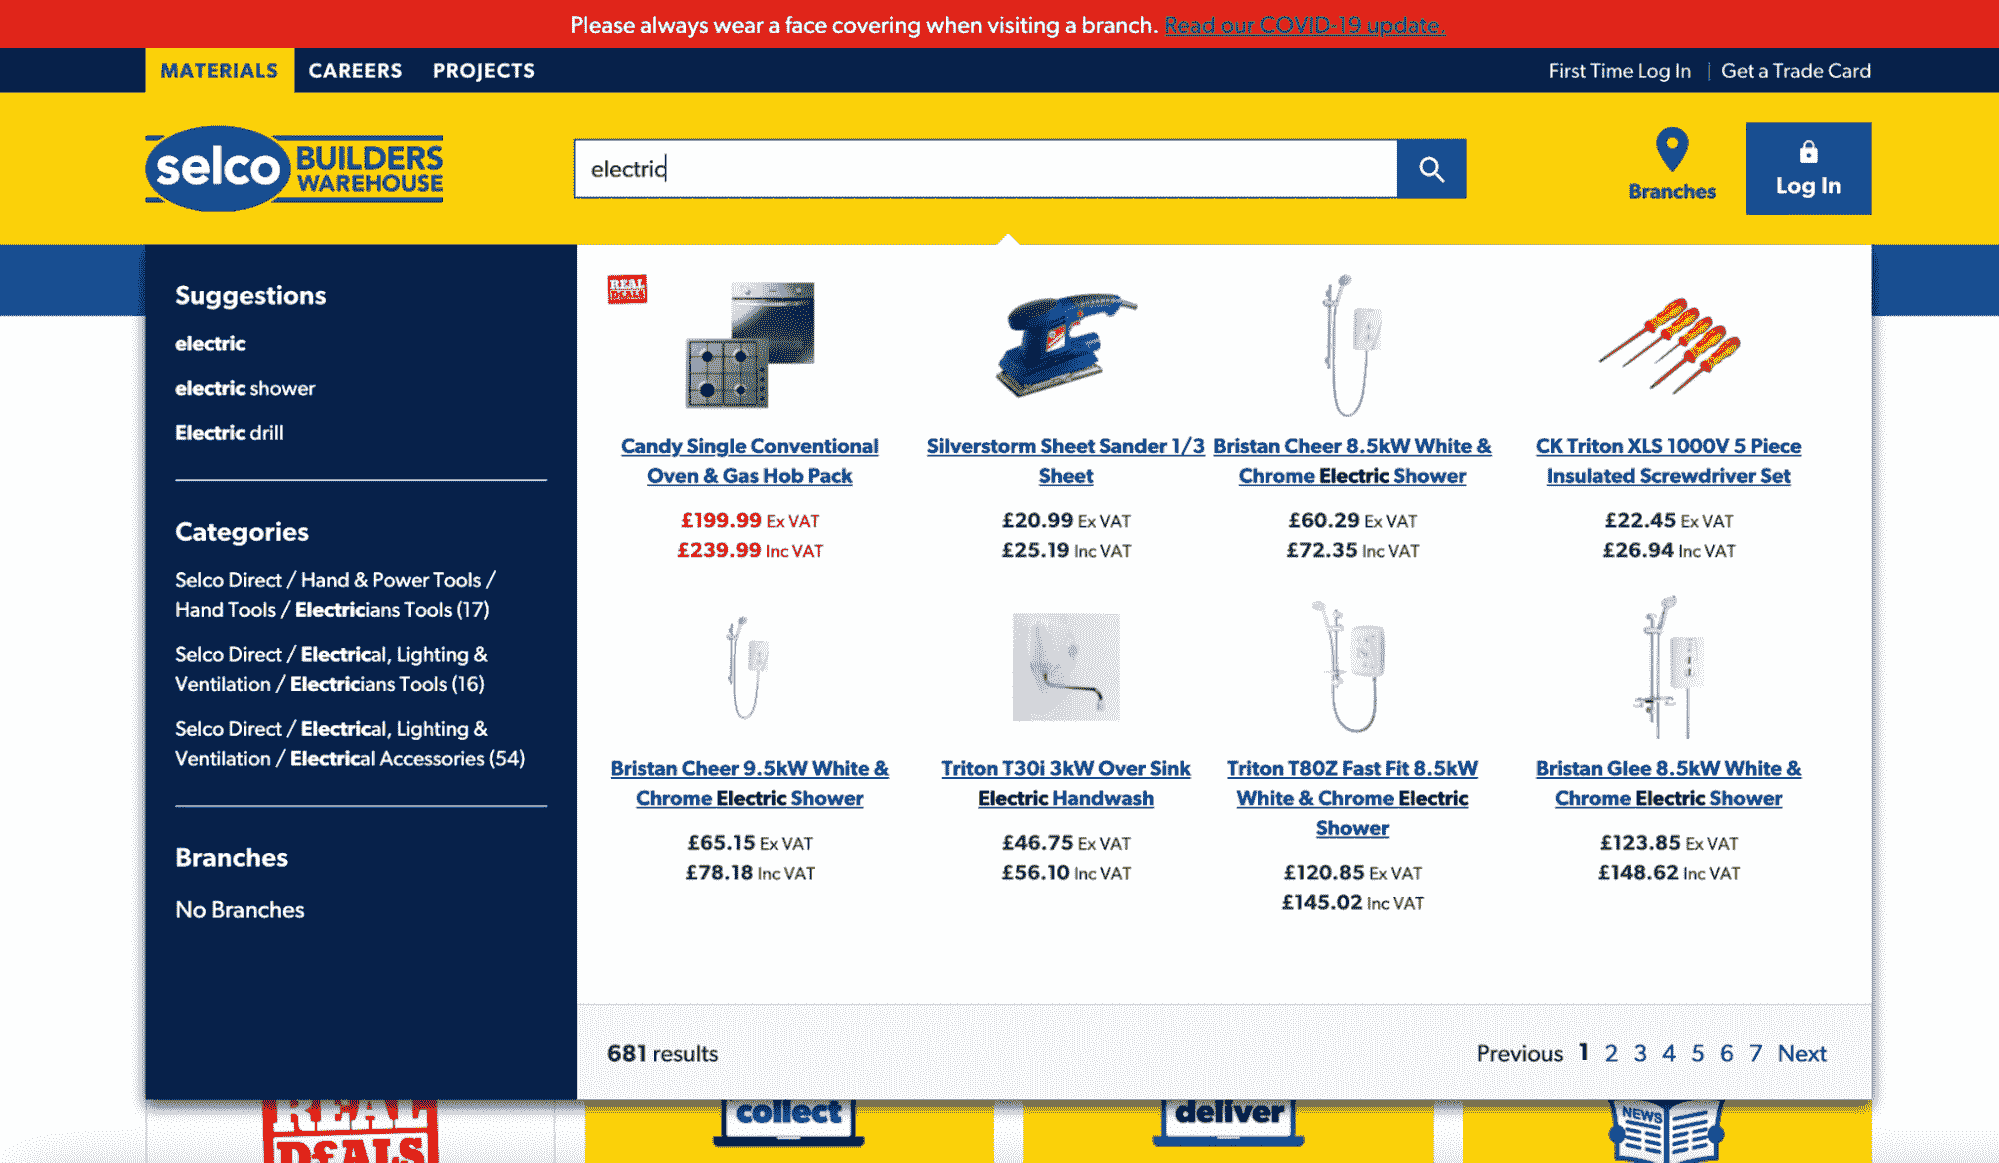 Please always wear a face covering when visiting a branch. Read our COVID-19 update.
MATERIALS CAREERS PROJECTS
First Time Log In | Get a Trade Card
selco BUILDERS WAREHOUSE
electric
Branches
Log In
Suggestions
electric
electric shower
Electric drill
Categories
Selco Direct / Hand & Power Tools /
Hand Tools / Electricians Tools (17)
Selco Direct / Electrical, Lighting &
Ventilation / Electricians Tools (16)
Selco Direct / Electrical, Lighting &
Ventilation / Electrical Accessories (54)
Branches
No Branches
REAL
DEALS
Candy Single Conventional
Oven & Gas Hob Pack
£199.99 Ex VAT
£239.99 Inc VAT
Silverstorm Sheet Sander 1/3
Sheet
£20.99 Ex VAT
£25.19 Inc VAT
Bristan Cheer 8.5kW White &
Chrome Electric Shower
£60.29 Ex VAT
£72.35 Inc VAT
CK Triton XLS 1000V 5 Piece
Insulated Screwdriver Set
£22.45 Ex VAT
£26.94 Inc VAT
Bristan Cheer 9.5kW White &
Chrome Electric Shower
£65.15 Ex VAT
£78.18 Inc VAT
Triton T30i 3kW Over Sink
Electric Handwash
£46.75 Ex VAT
£56.10 Inc VAT
Triton T80Z Fast Fit 8.5kW
White & Chrome Electric
Shower
£120.85 Ex VAT
£145.02 Inc VAT
Bristan Glee 8.5kW White &
Chrome Electric Shower
£123.85 Ex VAT
£148.62 Inc VAT
681 results
Previous 1 2 3 4 5 6 7 Next
REAL
D£ALS
collect
deliver
NEWS